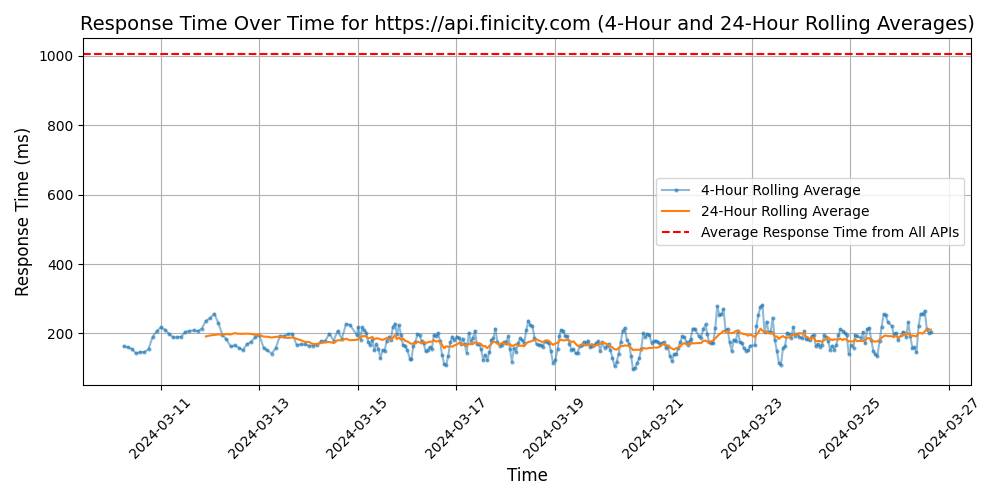 Response Time Over Time for https://api.finicity.com (4-Hour and 24-Hour Rolling Averages)
Response Time (ms)
1000
800
600
400
200
4-Hour Rolling Average
24-Hour Rolling Average
Average Response Time from All APIs
2024-03-11
2024-03-13
2024-03-15
2024-03-17
2024-03-19
2024-03-21
2024-03-23
2024-03-25
2024-03-27
Time